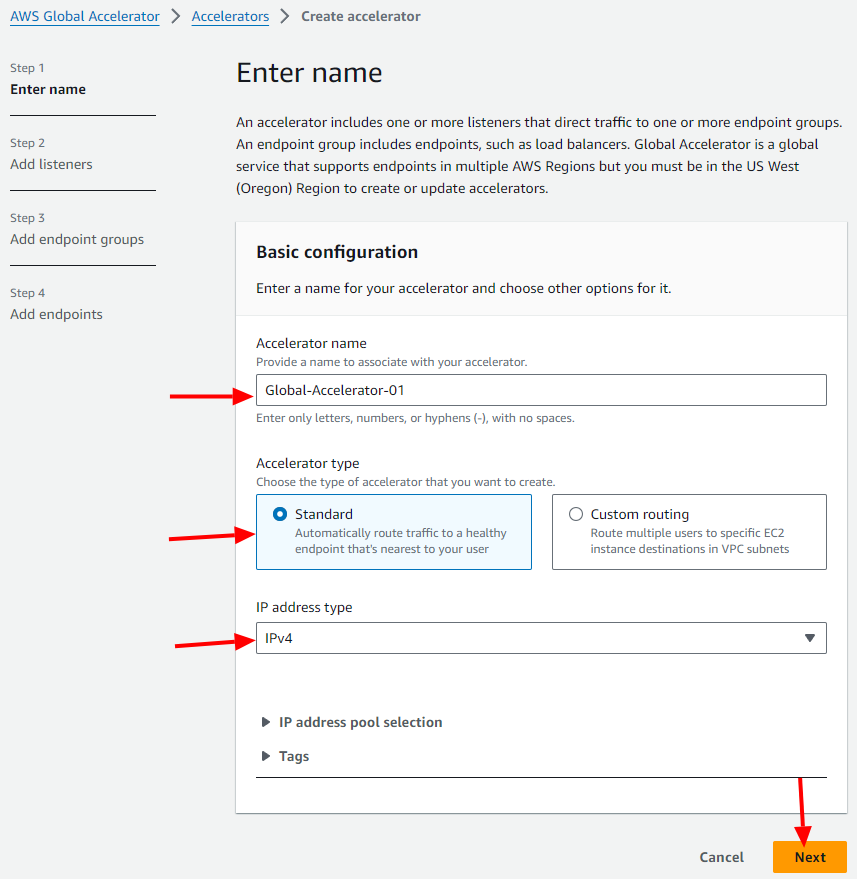 AWS Global Accelerator > Accelerators > Create accelerator
Step 1
Enter name
Step 2
Add listeners
Step 3
Add endpoint groups
Step 4
Add endpoints
Enter name
An accelerator includes one or more listeners that direct traffic to one or more endpoint groups.
An endpoint group includes endpoints, such as load balancers. Global Accelerator is a global
service that supports endpoints in multiple AWS Regions but you must be in the US West
(Oregon) Region to create or update accelerators.
Basic configuration
Enter a name for your accelerator and choose other options for it.
Accelerator name
Provide a name to associate with your accelerator.
Global-Accelerator-01
Enter only letters, numbers, or hyphens (-), with no spaces.
Accelerator type
Choose the type of accelerator that you want to create.
Standard
Automatically route traffic to a healthy
endpoint that's nearest to your user
Custom routing
Route multiple users to specific EC2
instance destinations in VPC subnets
IP address type
IPv4
IP address pool selection
Tags
Cancel
Next